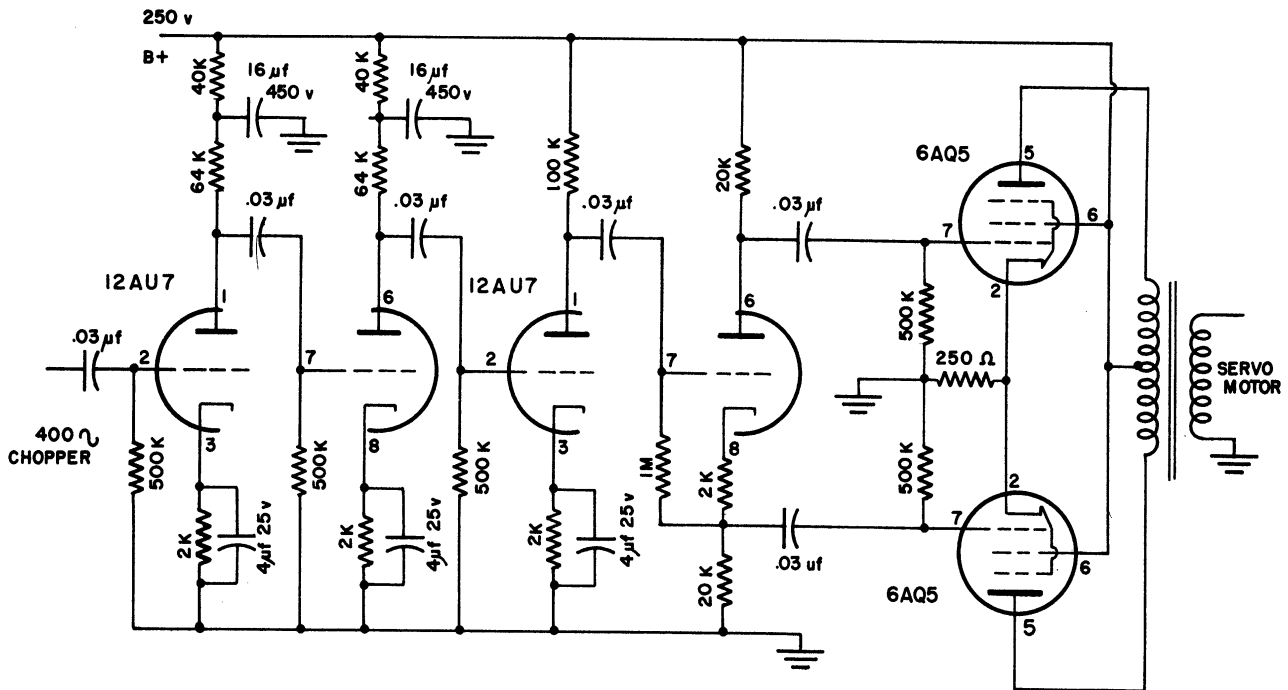 250 v
B+
40K
16 µf
450 v
40K
16 µf
450 v
64 K
64 K
100 K
20K
6AQ5
5
6
7
2
.03 µf
.03 µf
.03 µf
.03 µf
12AU7
1
6
12AU7
1
6
.03 µf
2
7
2
7
500K
250 Ω
SERVO
MOTOR
400 ~
CHOPPER
3
8
3
8
500K
500K
500K
1M
2K
500K
2K
4µf 25v
2K
4µf 25v
2K
4µf 25v
20 K
.03 uf
2
7
6
6AQ5
5